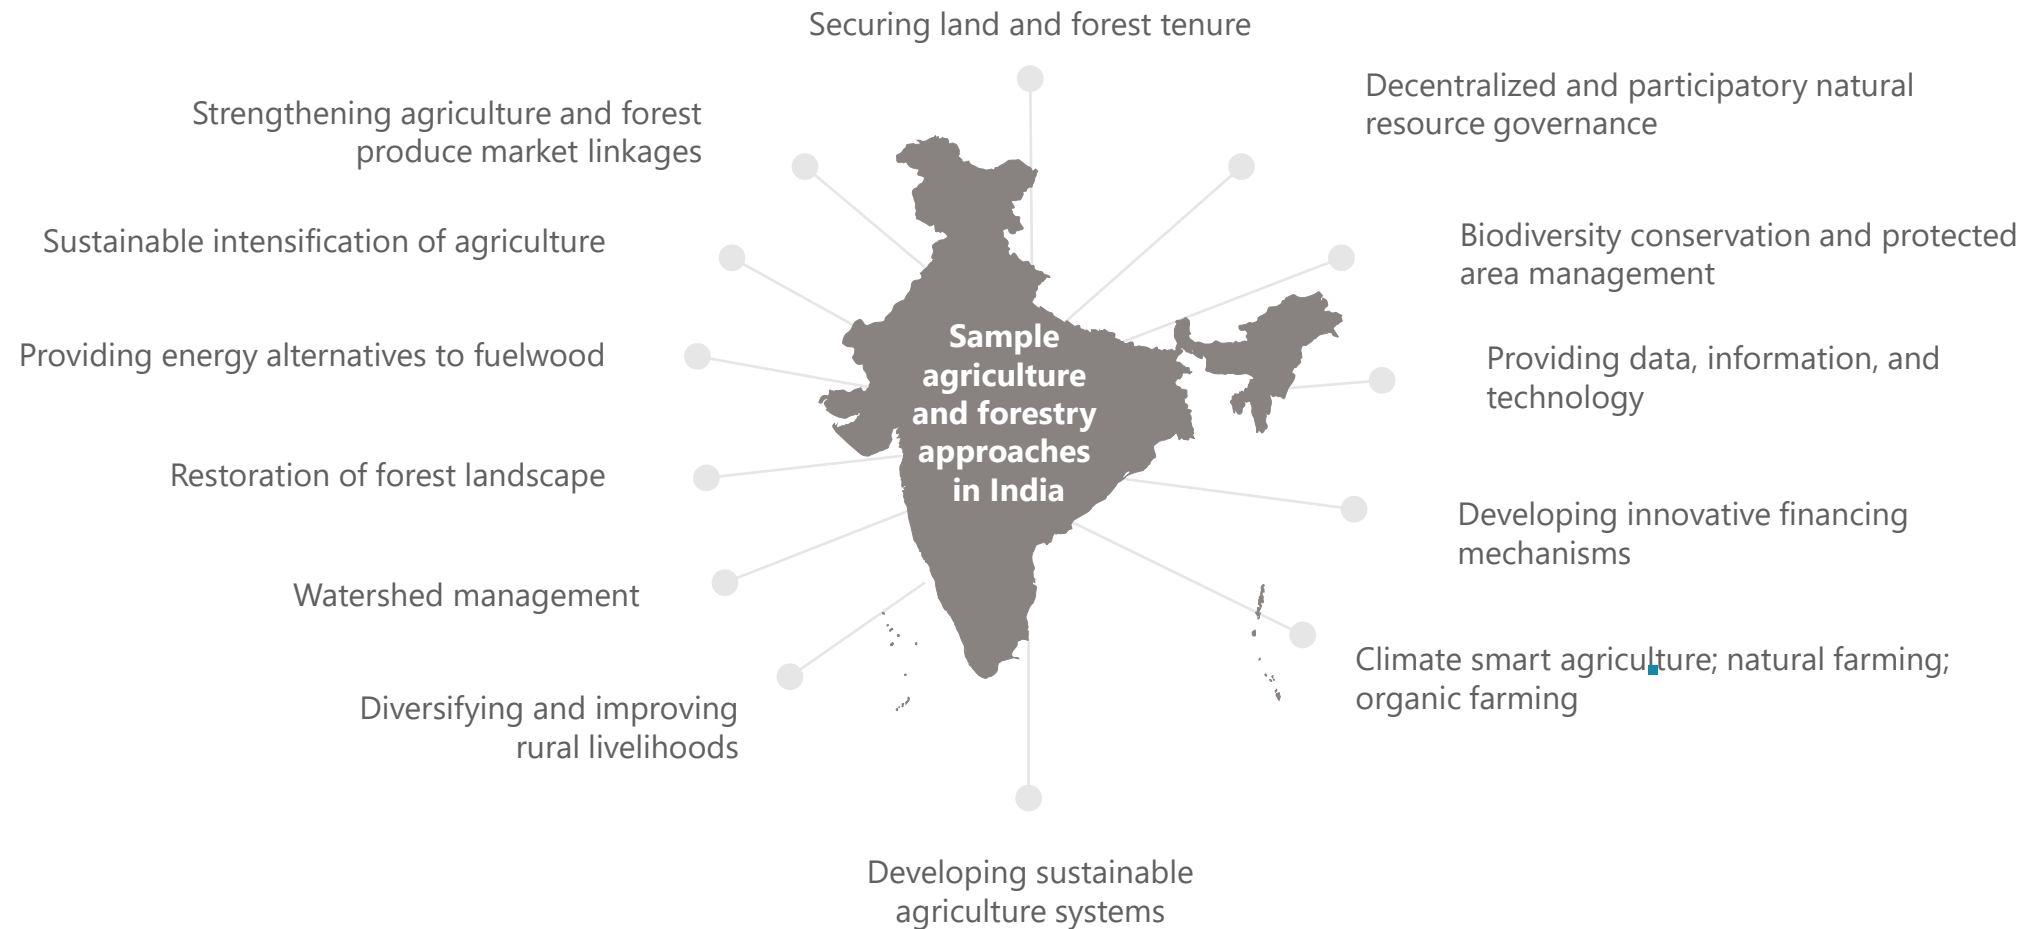 Securing land and forest tenure
Decentralized and participatory natural
resource governance
Biodiversity conservation and protected
area management
Providing data, information, and
technology
Developing innovative financing
mechanisms
Climate smart agriculture; natural farming;
organic farming
Developing sustainable
agriculture systems
Diversifying and improving
rural livelihoods
Watershed management
Restoration of forest landscape
Providing energy alternatives to fuelwood
Sustainable intensification of agriculture
Strengthening agriculture and forest
produce market linkages
Sample
agriculture
and forestry
approaches
in India